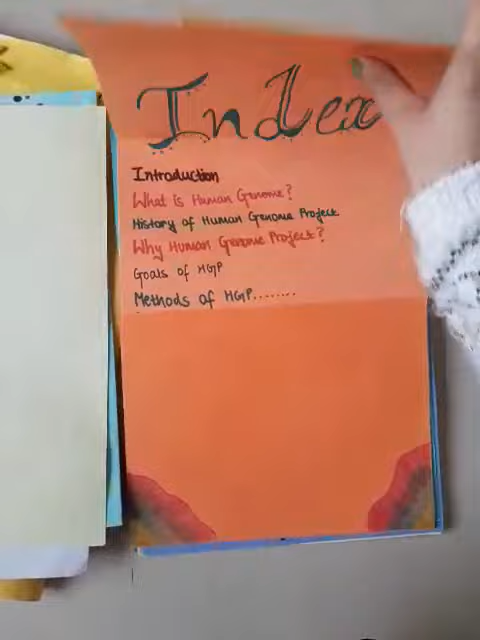 Index
Introduction
What is Human Genome?
History of Human Genome Project
Why Human Genome Project?
Goals of HGP
Methods of HGP........